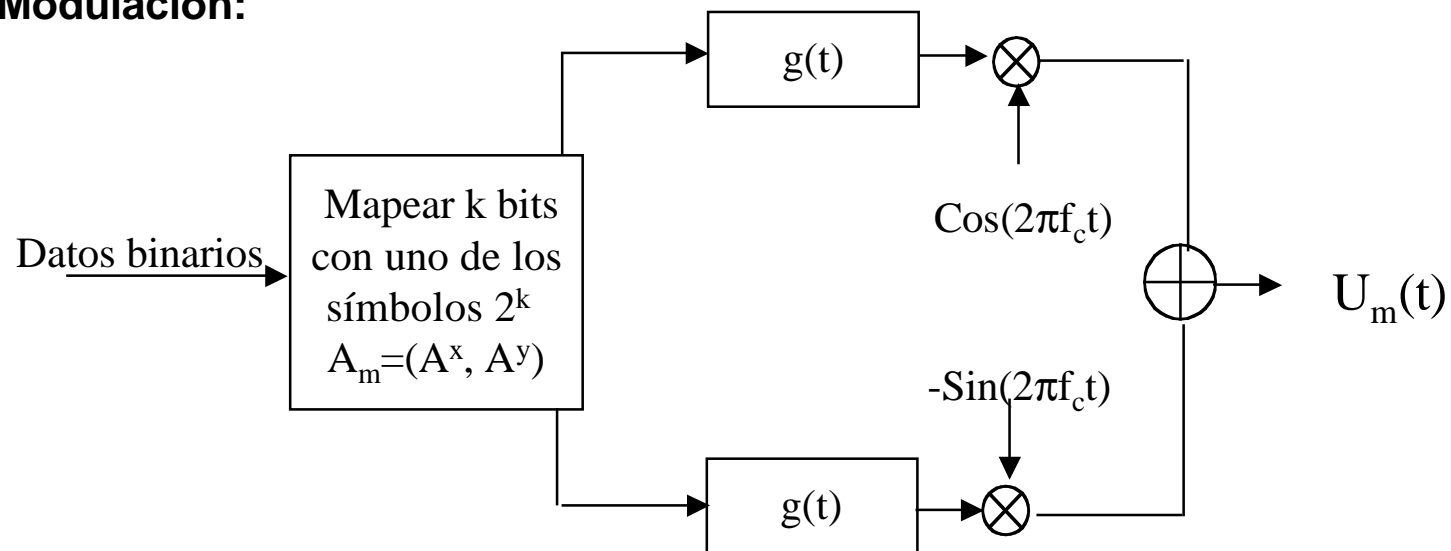 Modulación:
g(t)
Cos(2πf_ct)
Mapear k bits
con uno de los
símbolos 2^k
A_m=(A^x, A^y)
Datos binarios
U_m(t)
-Sin(2πf_ct)
g(t)